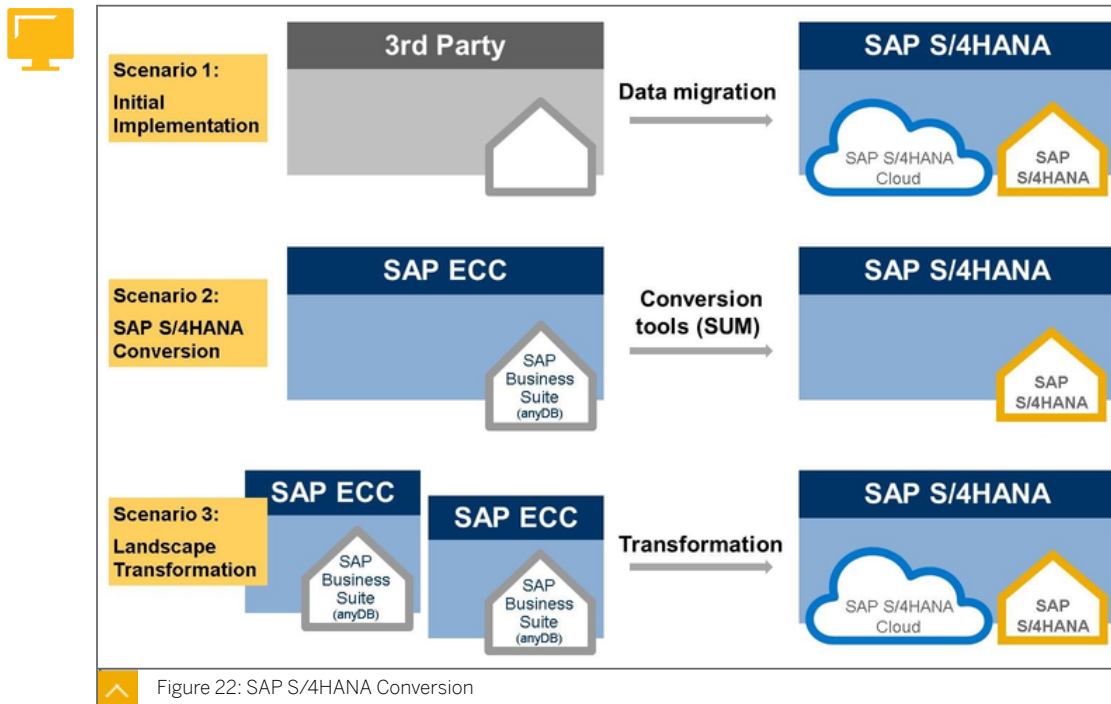 Scenario 1:
Initial
Implementation
3rd Party
Data migration
SAP S/4HANA
SAP S/4HANA
Cloud
SAP
S/4HANA
Scenario 2:
SAP S/4HANA
Conversion
SAP ECC
SAP
Business
Suite
(anyDB)
Conversion
tools (SUM)
SAP S/4HANA
SAP
S/4HANA
Scenario 3:
Landscape
Transformation
SAP ECC
SAP
Business
Suite
(anyDB)
SAP ECC
SAP
Business
Suite
(anyDB)
Transformation
SAP S/4HANA
SAP S/4HANA
Cloud
SAP
S/4HANA
Figure 22: SAP S/4HANA Conversion